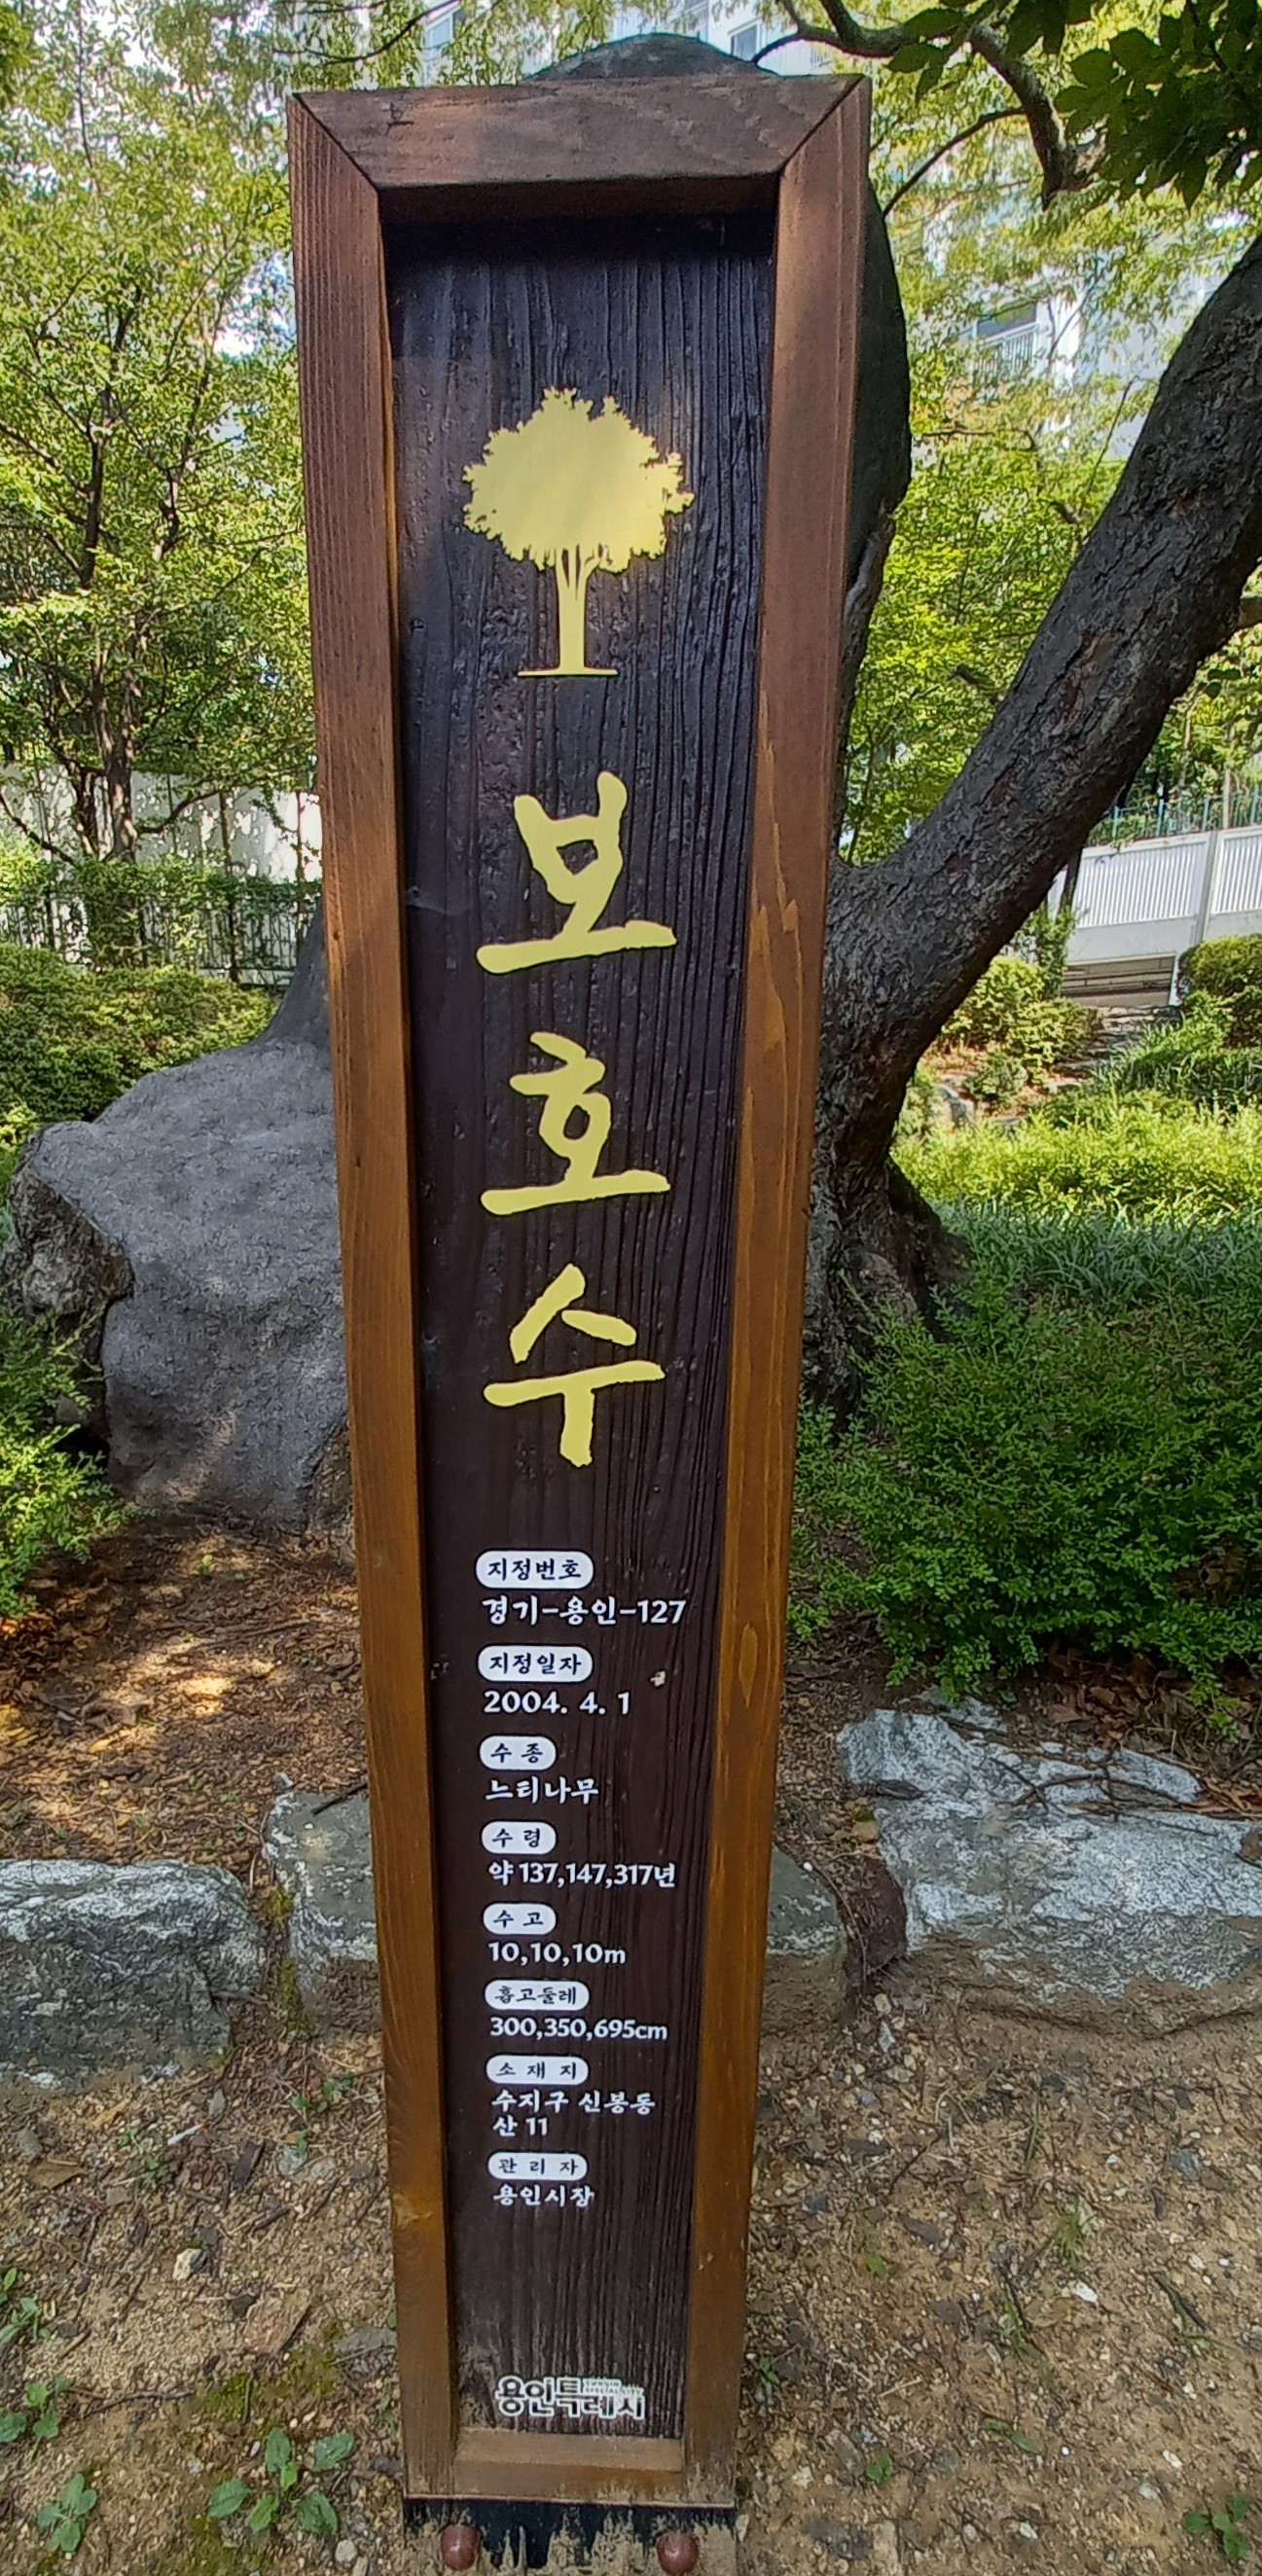 보
호
수
지정번호
경기-용인-127
지정일자
2004. 4. 1
수 종
느티나무
수 령
약 137,147,317년
수 고
10,10,10m
흉고둘레
300,350,695cm
소 재 지
수지구 신봉동
산 11
관 리 자
용인시장
YONGIN
SPECIAL CITY
용인특례시